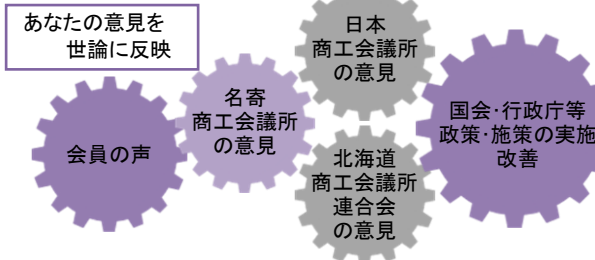 あなたの意見を
世論に反映
会員の声
名寄
商工会議所
の意見
日本
商工会議所
の意見
北海道
商工会議所
連合会
の意見
国会・行政庁等
政策・施策の実施
改善